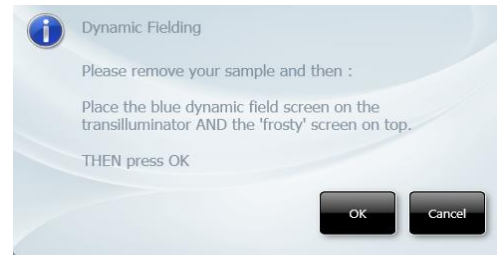 Dynamic Fielding
Please remove your sample and then :
Place the blue dynamic field screen on the
transilluminator AND the 'frosty' screen on top.
THEN press OK
OK
Cancel